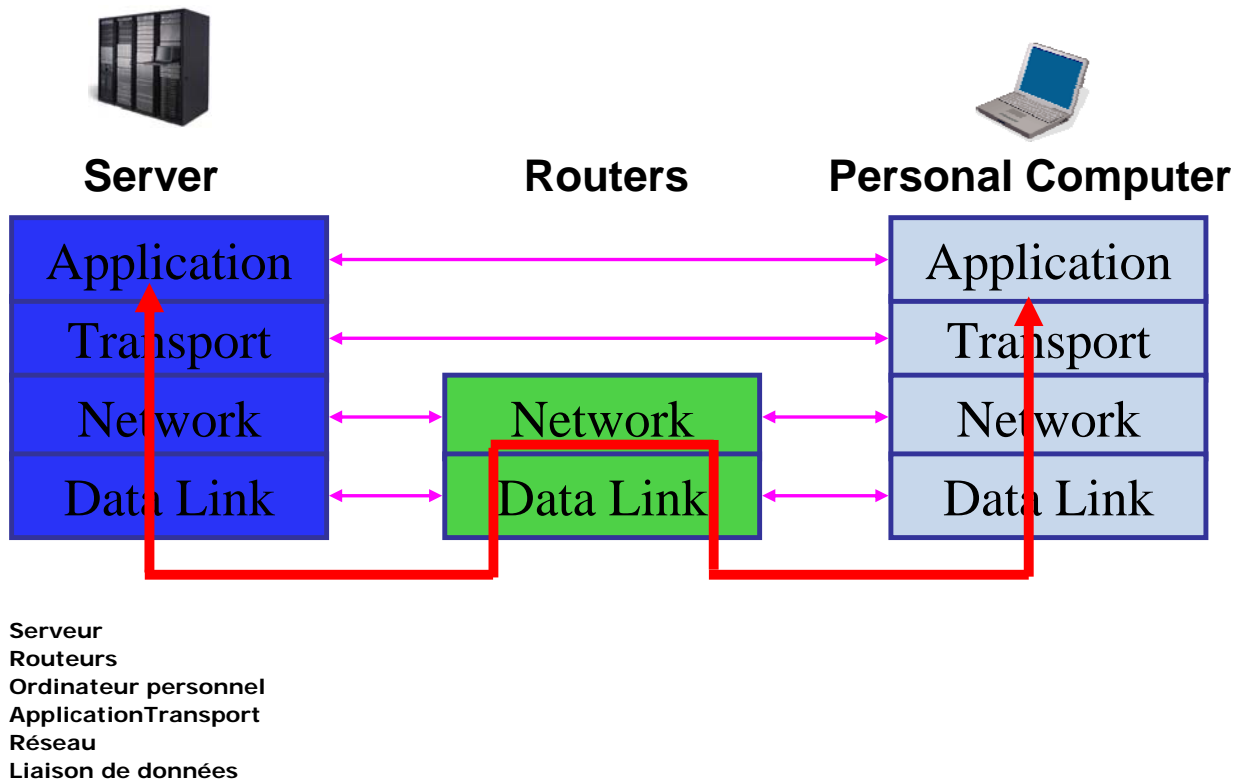 Server Routers Personal Computer
Application Application
Transport Transport
Network Network Network
Data Link Data Link Data Link
Serveur
Routeurs
Ordinateur personnel
ApplicationTransport
Réseau
Liaison de données